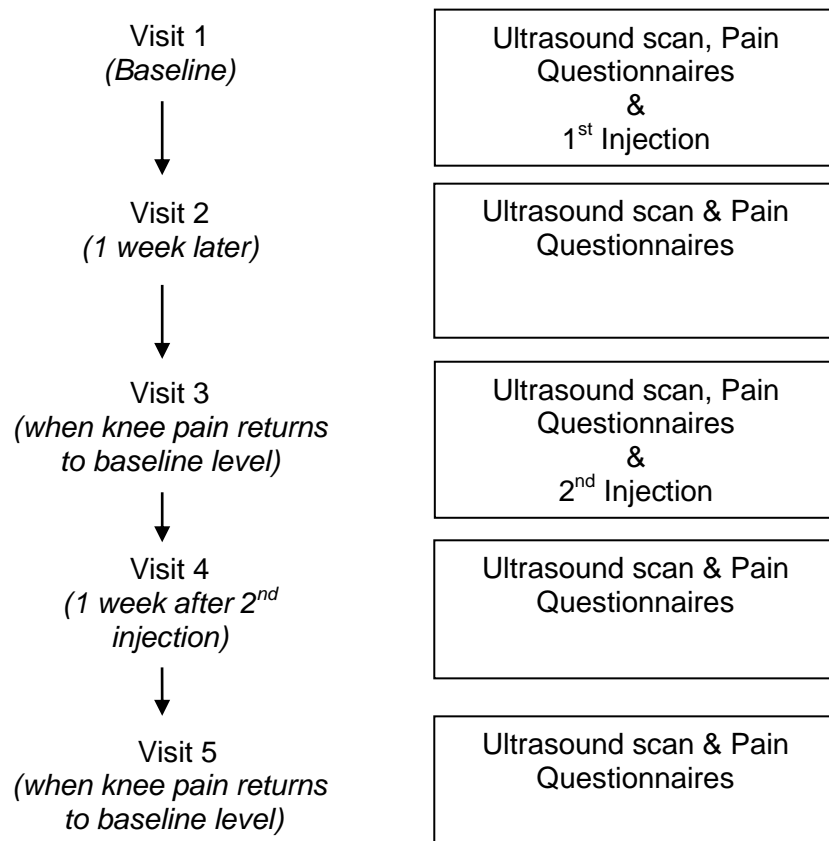 Visit 1
(Baseline)
Ultrasound scan, Pain
Questionnaires
&
1st Injection
Visit 2
(1 week later)
Ultrasound scan & Pain
Questionnaires
Visit 3
(when knee pain returns
to baseline level)
Ultrasound scan, Pain
Questionnaires
&
2nd Injection
Visit 4
(1 week after 2nd
injection)
Ultrasound scan & Pain
Questionnaires
Visit 5
(when knee pain returns
to baseline level)
Ultrasound scan & Pain
Questionnaires